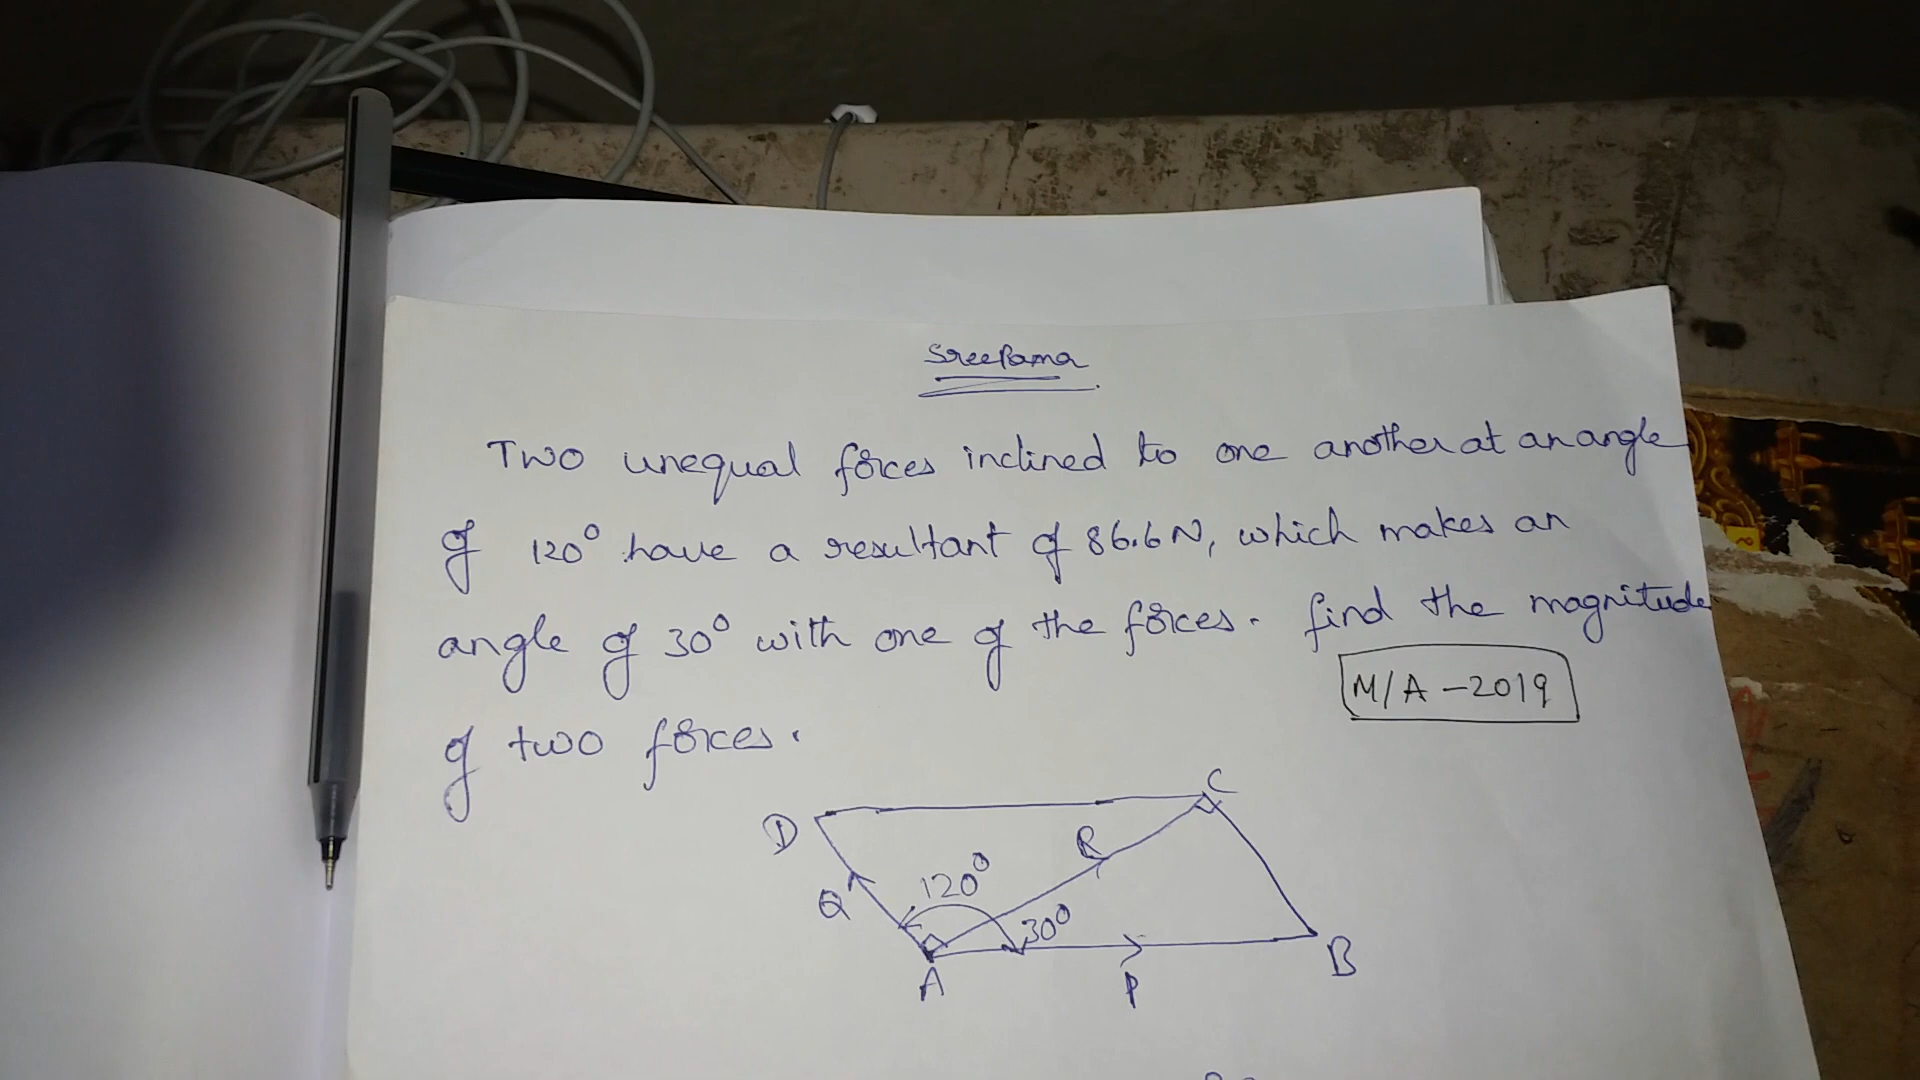 SreeRama
Two unequal forces inclined to one another at an angle
of 120° have a resultant of 86.6N, which makes an
angle of 30° with one of the forces. find the magnitude
of two forces.
M/A-2019
C
D
R
120°
Q
30°
B
A
P